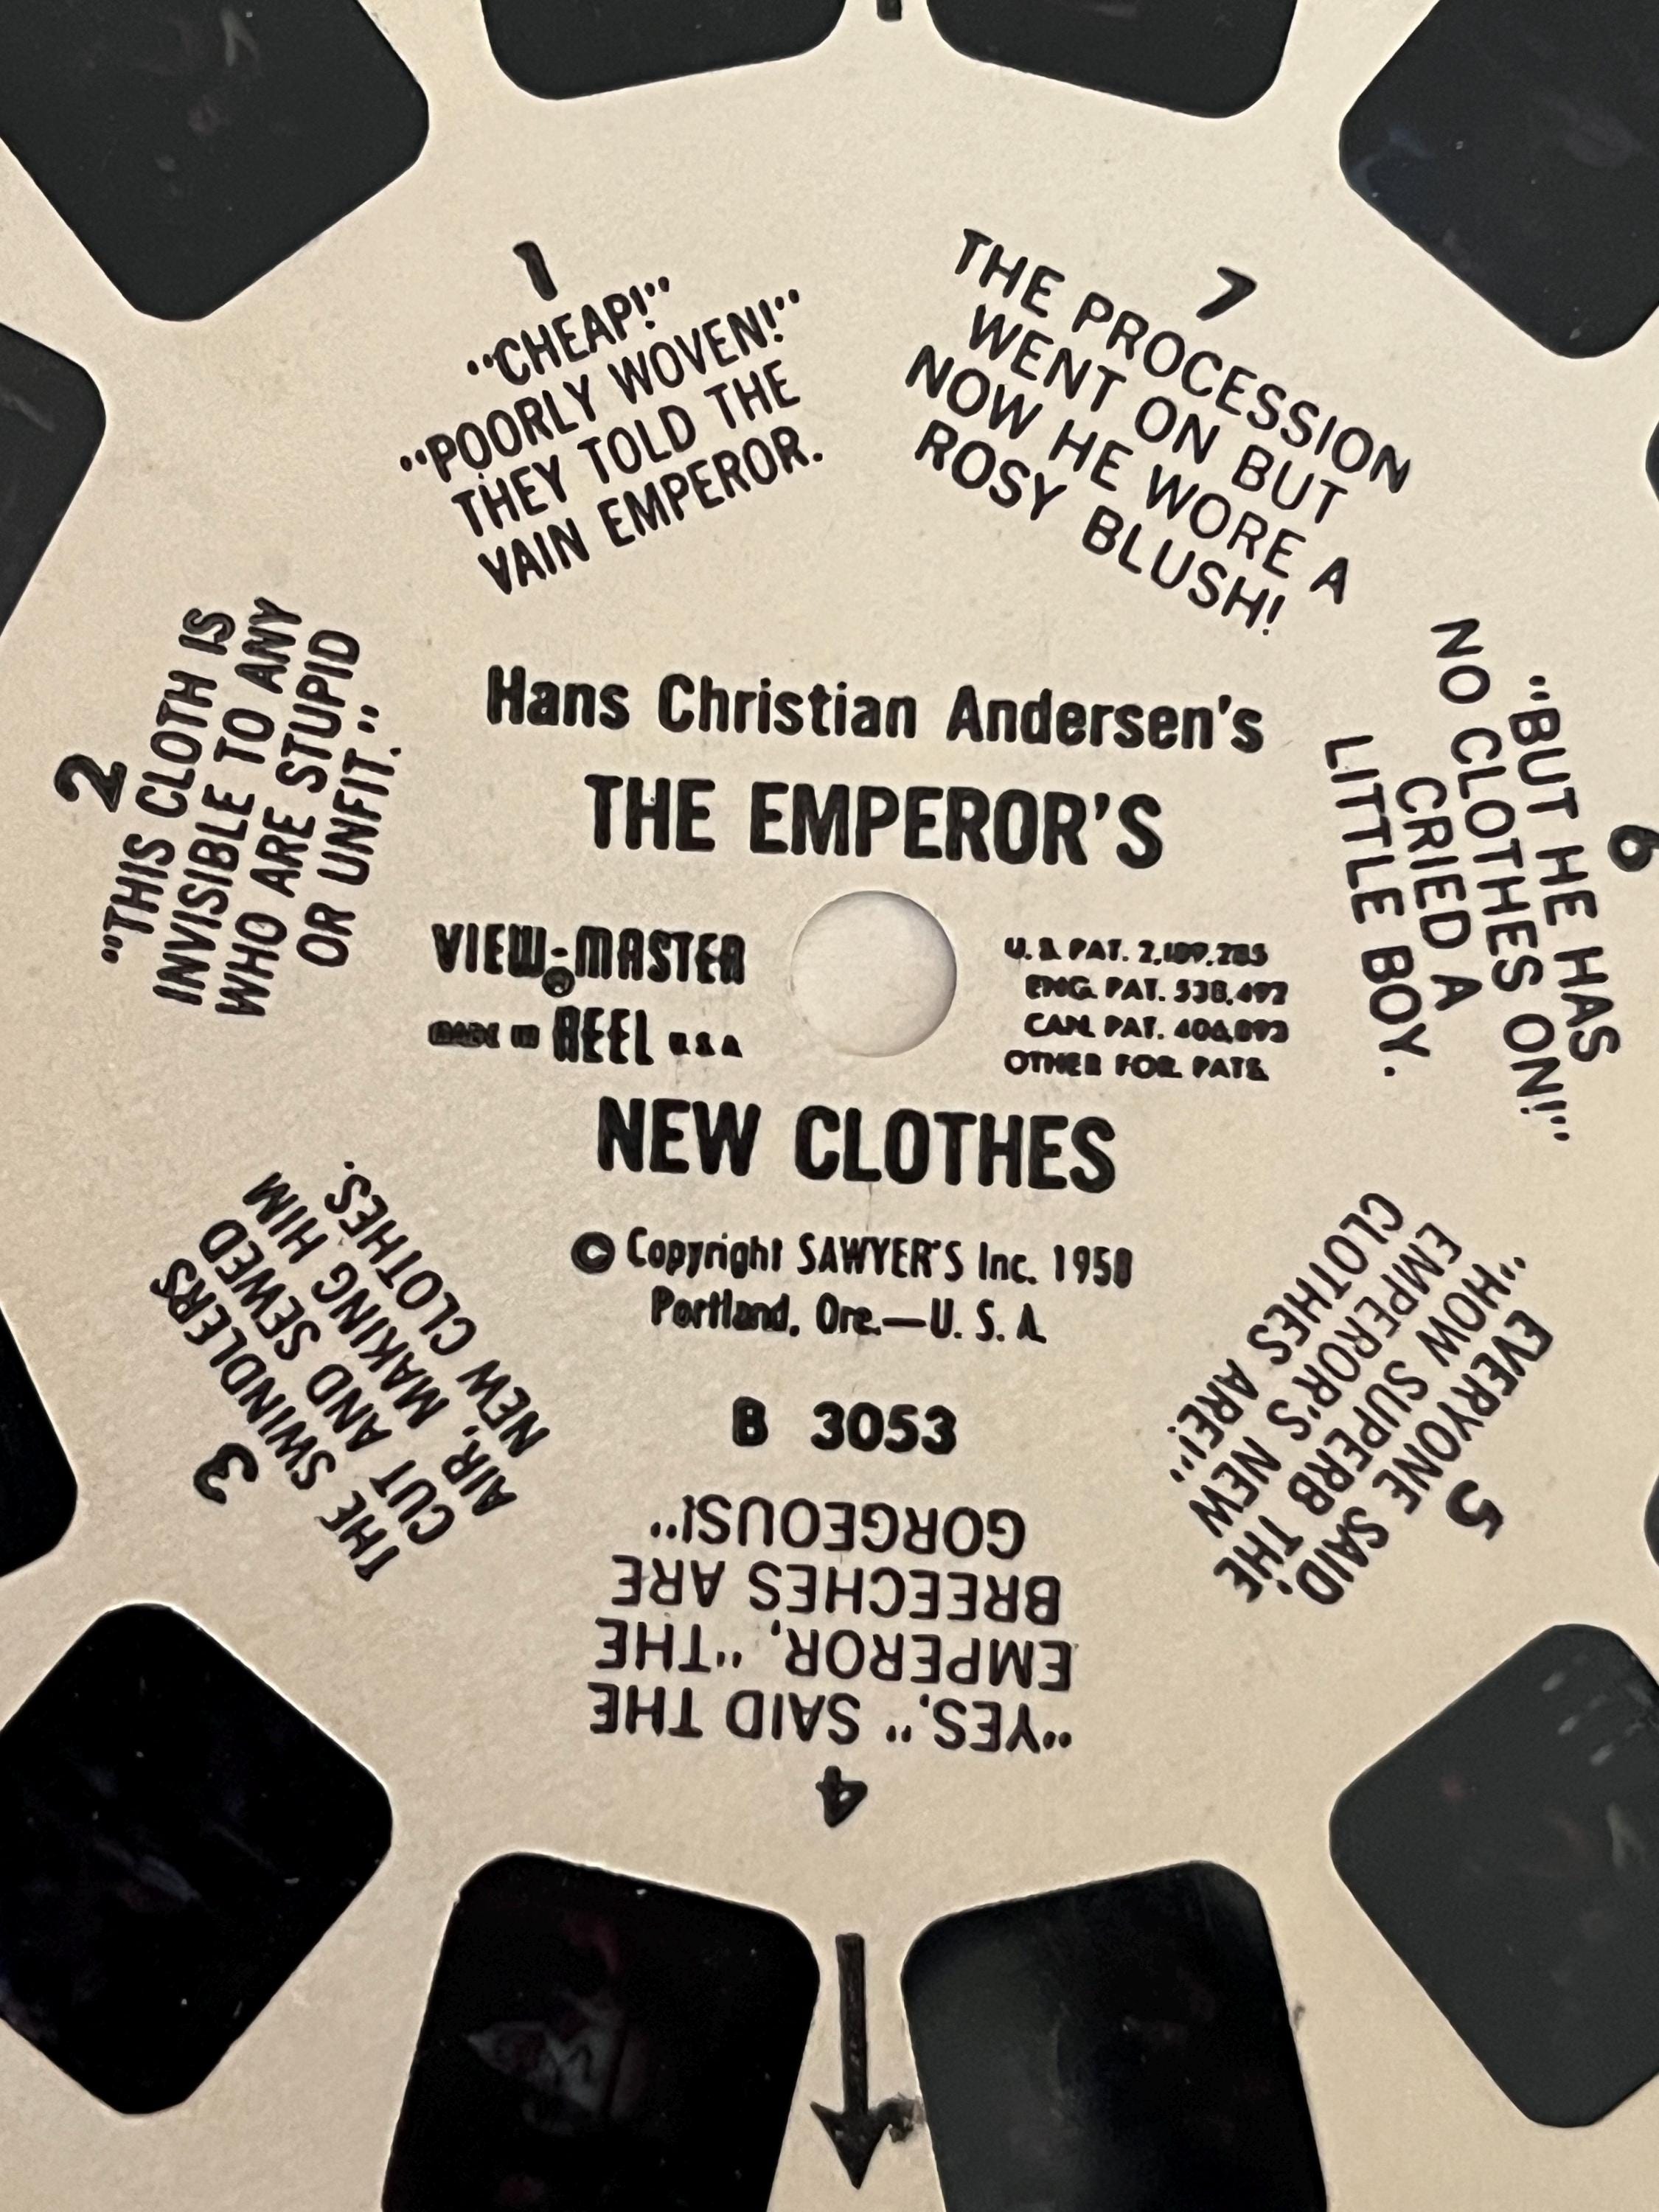 Hans Christian Andersen's
THE EMPEROR'S
VIEW-MASTER
®
MADE IN REEL U.S.A.
U. S. PAT. 2,189,285
ENG. PAT. 538,492
CAN. PAT. 406,093
OTHER FOR. PATS.
NEW CLOTHES
© Copyright SAWYER'S Inc. 1958
Portland, Ore.—U. S. A.
B 3053
1
"CHEAP!"
"POORLY WOVEN!"
THEY TOLD THE
VAIN EMPEROR.
2
"THIS CLOTH IS
INVISIBLE TO ANY
WHO ARE STUPID
OR UNFIT."
3
THE SWINDLERS
CUT AND SEWED
AIR, MAKING HIM
NEW CLOTHES.
4
"YES," SAID THE
EMPEROR, "THE
BREECHES ARE
GORGEOUS!"
5
EVERYONE SAID,
"HOW SUPERB THE
EMPEROR'S NEW
CLOTHES ARE!"
6
"BUT HE HAS
NO CLOTHES ON!"
CRIED A
LITTLE BOY.
7
THE PROCESSION
WENT ON BUT
NOW HE WORE A
ROSY BLUSH!